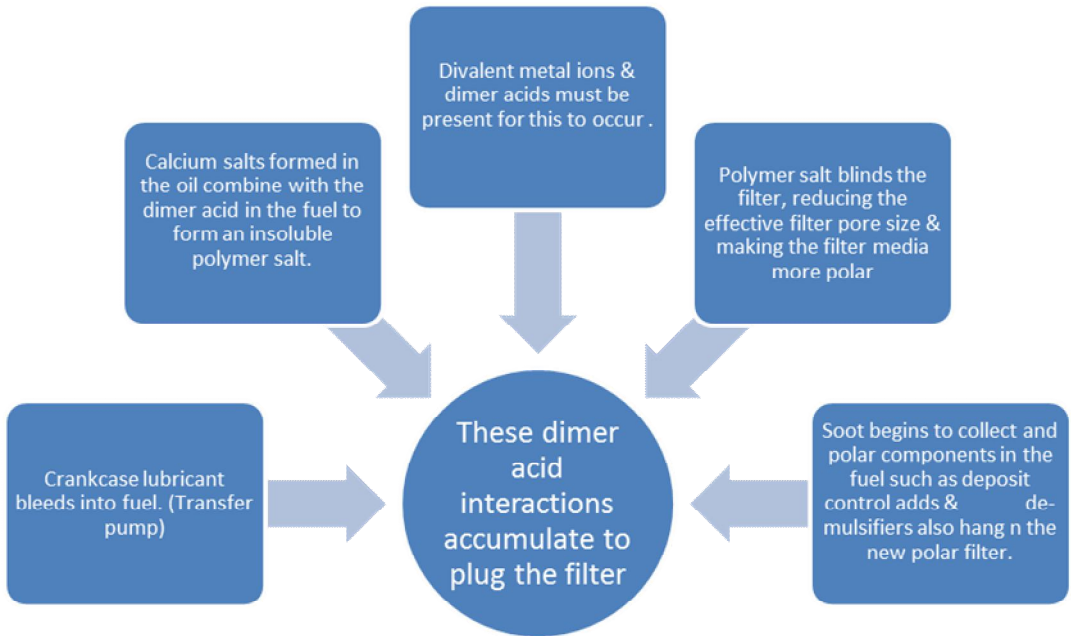 Crankcase lubricant
bleeds into fuel. (Transfer
pump)
Calcium salts formed in
the oil combine with the
dimer acid in the fuel to
form an insoluble
polymer salt.
Divalent metal ions &
dimer acids must be
present for this to occur .
Polymer salt blinds the
filter, reducing the
effective filter pore size &
making the filter media
more polar
Soot begins to collect and
polar components in the
fuel such as deposit
control adds & de-
mulsifiers also hang n the
new polar filter.
These dimer
acid
interactions
accumulate to
plug the filter